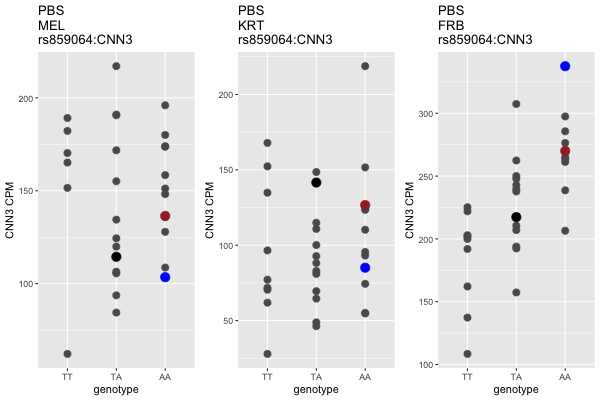 PBS
MEL
rs859064:CNN3
CNN3 CPM
200
150
100
TT
TA
AA
genotype
PBS
KRT
rs859064:CNN3
CNN3 CPM
200
150
100
50
TT
TA
AA
genotype
PBS
FRB
rs859064:CNN3
CNN3 CPM
300
250
200
150
100
TT
TA
AA
genotype